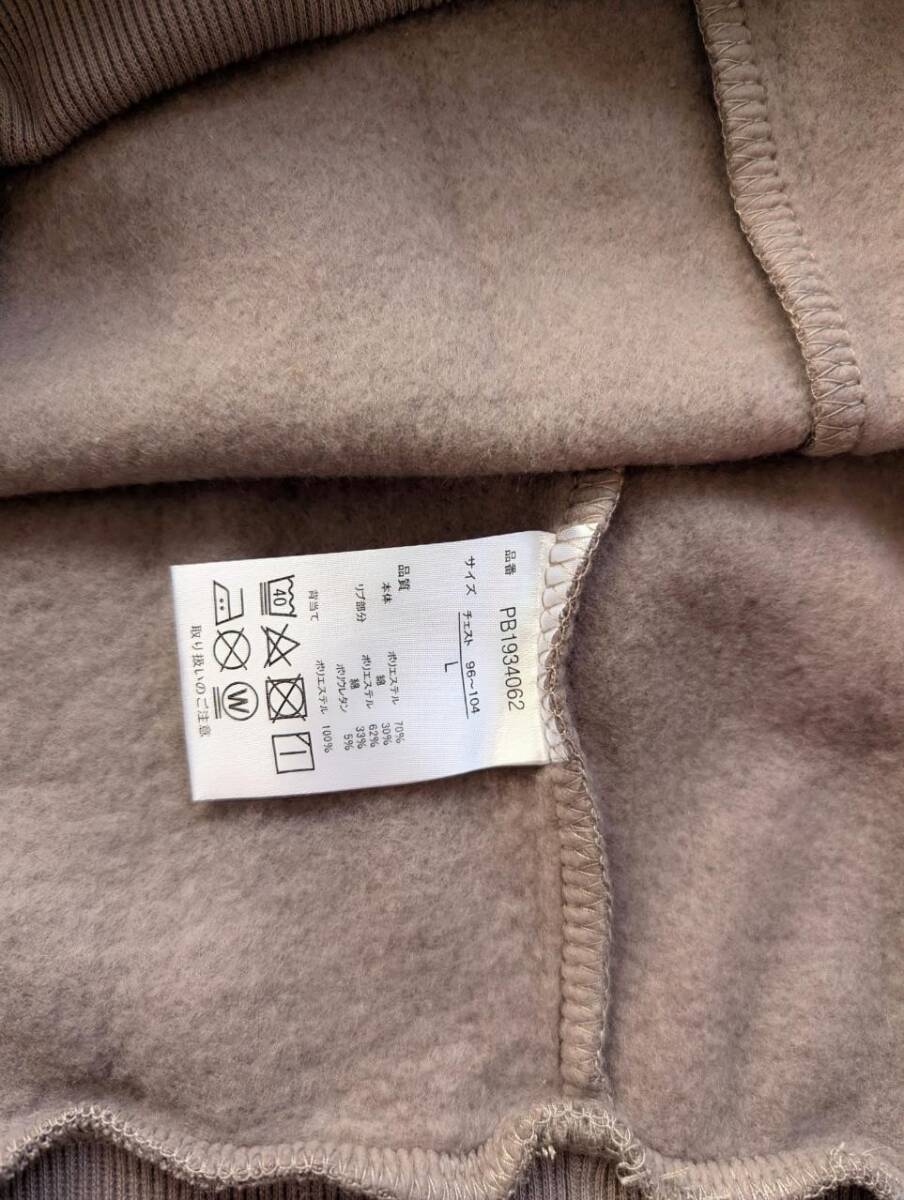 品番 PB1934062
サイズ チェスト 96~104
L
品質
本体 ポリエステル 70%
綿 30%
リブ部分 ポリエステル 62%
綿 33%
ポリウレタン 5%
背当て ポリエステル 100%
40
W
取り扱いのご注意